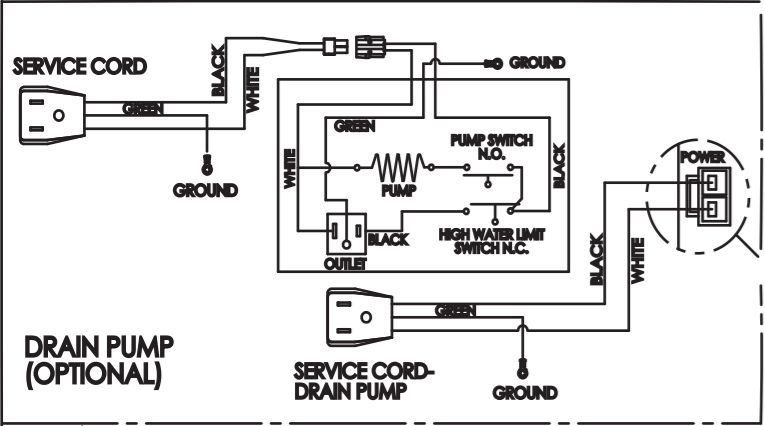 SERVICE CORD
BLACK
WHITE
GREEN
GROUND
GROUND
GREEN
WHITE
PUMP SWITCH
N.O.
BLACK
PUMP
HIGH WATER LIMIT
SWITCH N.C.
BLACK
OUTLET
POWER
BLACK
WHITE
GREEN
DRAIN PUMP
(OPTIONAL)
SERVICE CORD-
DRAIN PUMP
GROUND